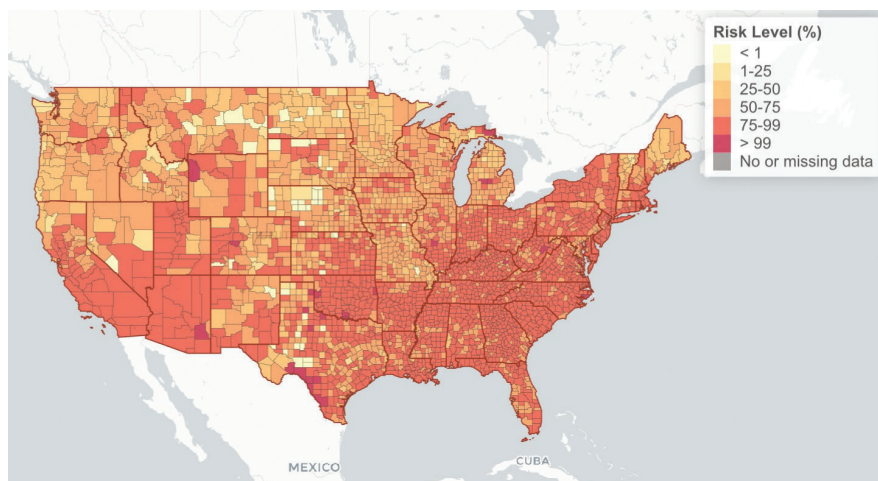 Risk Level (%)
< 1
1-25
25-50
50-75
75-99
> 99
No or missing data
MEXICO
CUBA